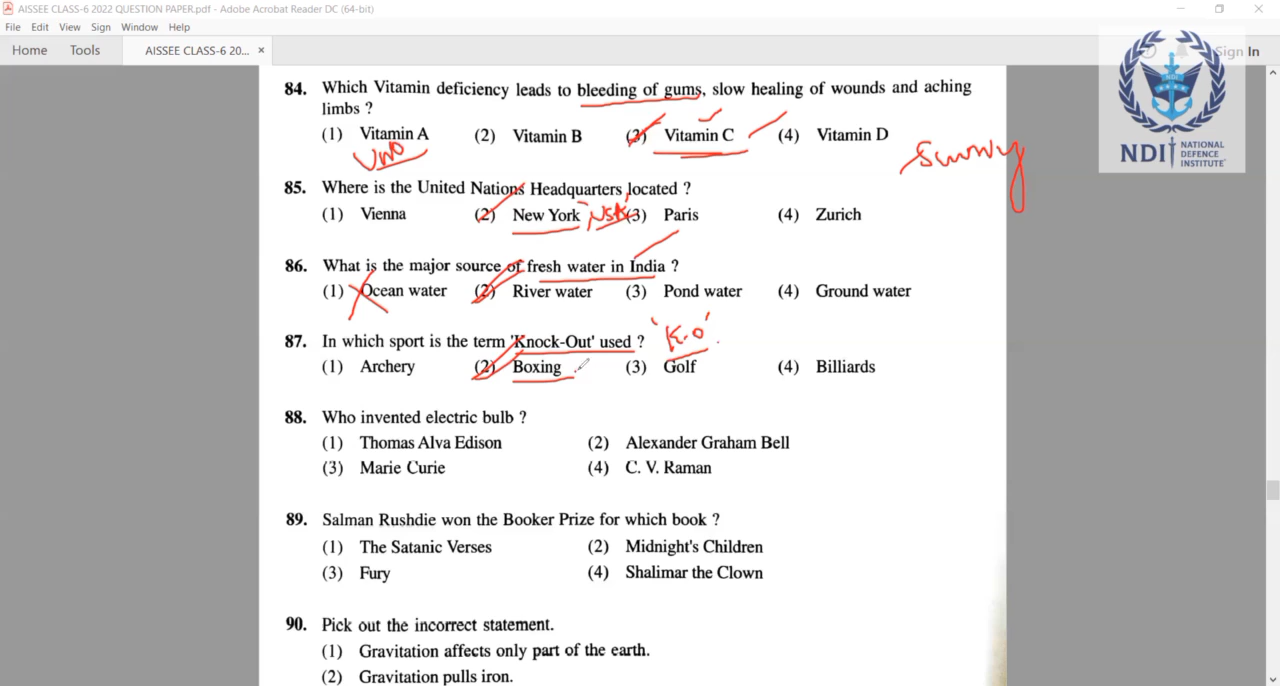 AISSEE CLASS-6 2022 QUESTION PAPER.pdf - Adobe Acrobat Reader DC (64-bit)
File Edit View Sign Window Help
Home Tools AISSEE CLASS-6 20... × Sign In
NDI NATIONAL DEFENCE INSTITUTE
84. Which Vitamin deficiency leads to bleeding of gums, slow healing of wounds and aching
limbs ?
(1) Vitamin A (2) Vitamin B (3) Vitamin C (4) Vitamin D
UNO
85. Where is the United Nations Headquarters located ?
(1) Vienna (2) New York (3) Paris (4) Zurich
86. What is the major source of fresh water in India ?
(1) Ocean water (2) River water (3) Pond water (4) Ground water
87. In which sport is the term 'Knock-Out' used ? 'K.O'
(1) Archery (2) Boxing (3) Golf (4) Billiards
88. Who invented electric bulb ?
(1) Thomas Alva Edison (2) Alexander Graham Bell
(3) Marie Curie (4) C. V. Raman
89. Salman Rushdie won the Booker Prize for which book ?
(1) The Satanic Verses (2) Midnight's Children
(3) Fury (4) Shalimar the Clown
90. Pick out the incorrect statement.
(1) Gravitation affects only part of the earth.
(2) Gravitation pulls iron.